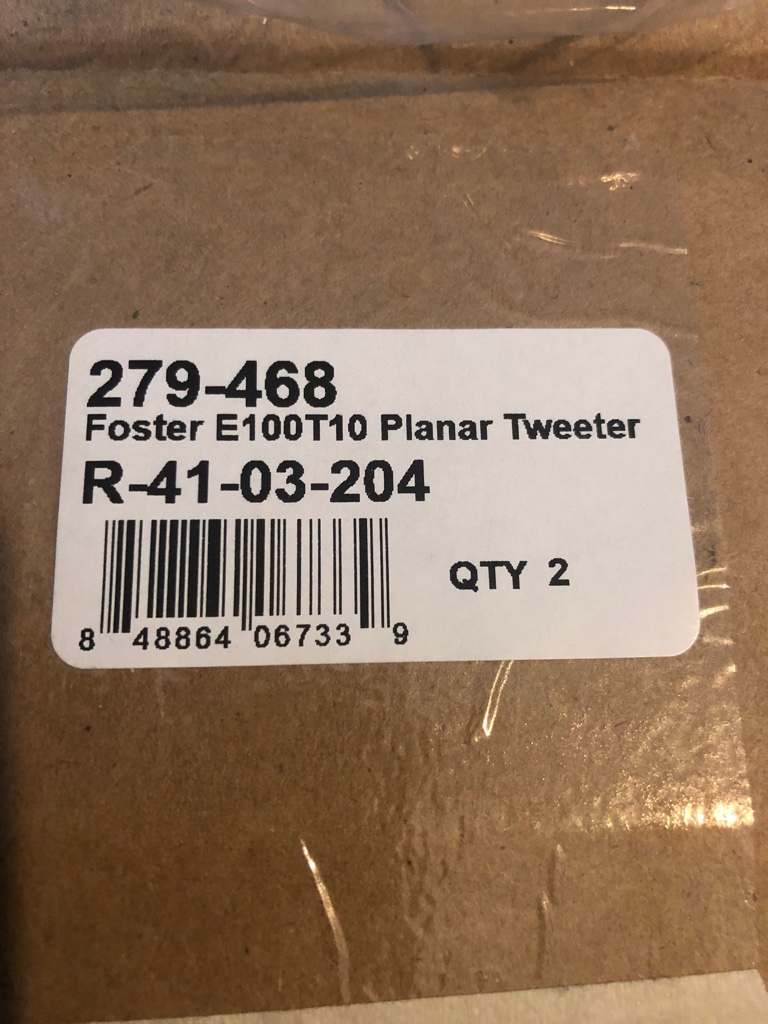 279-468
Foster E100T10 Planar Tweeter
R-41-03-204
QTY 2
8 48864 06733 9